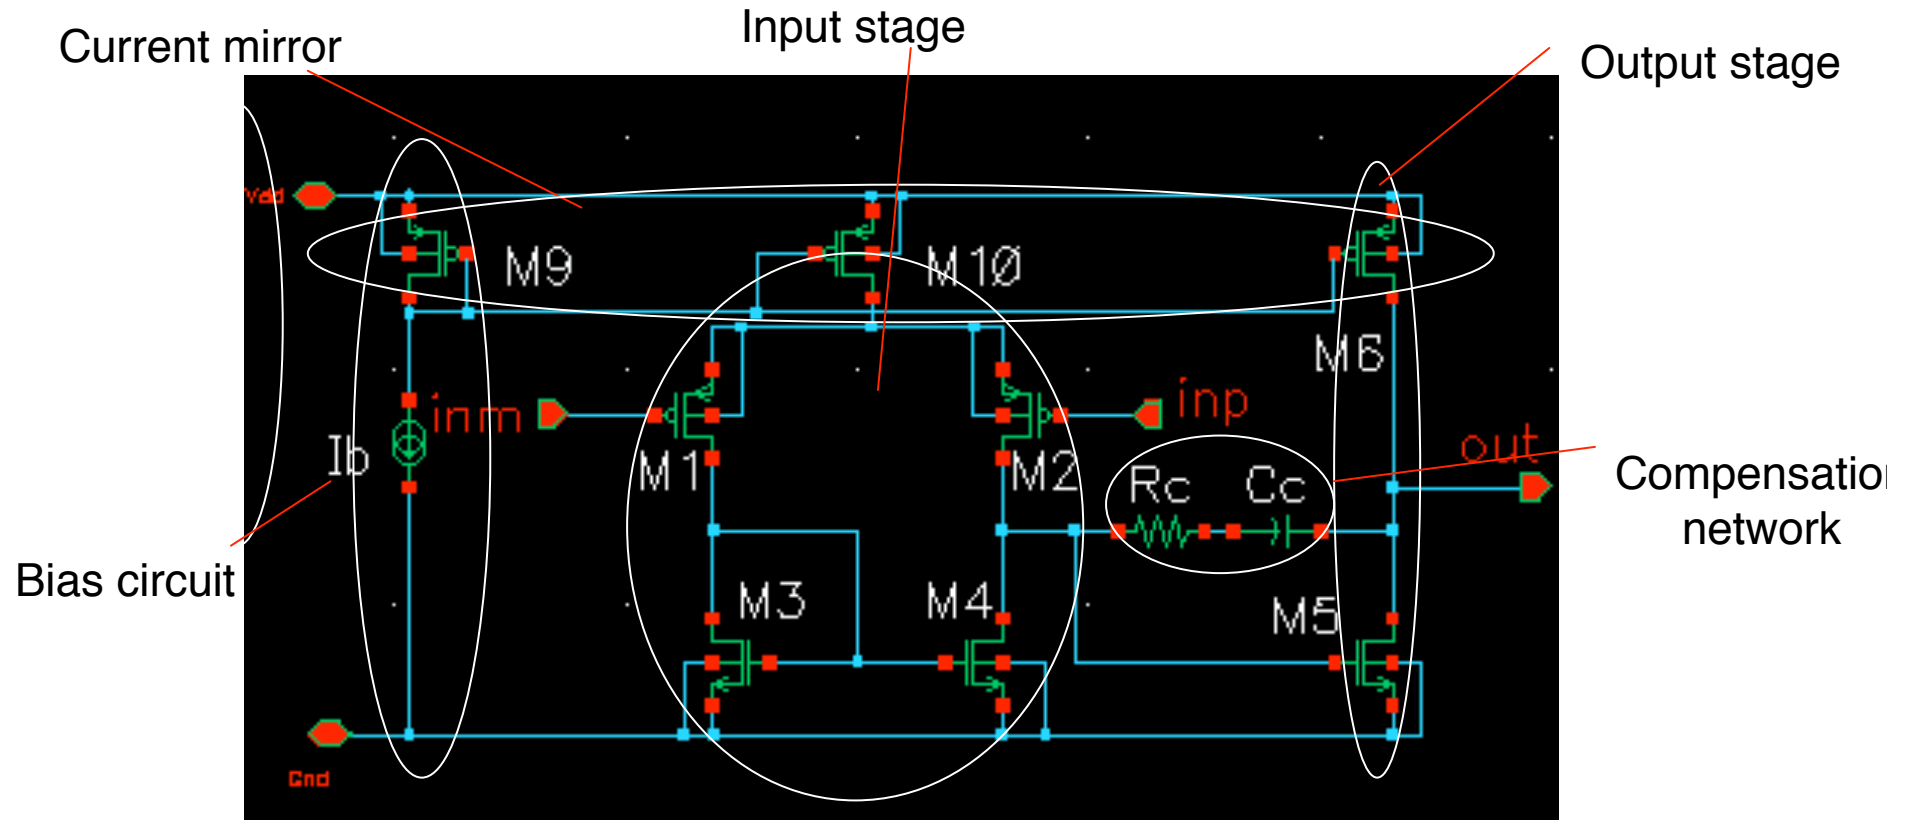 Input stage
Current mirror
Output stage
Vdd
M9
M10
M6
inm
inp
out
Ib
M1
M2
Rc
Cc
Compensation
network
Bias circuit
M3
M4
M5
Gnd